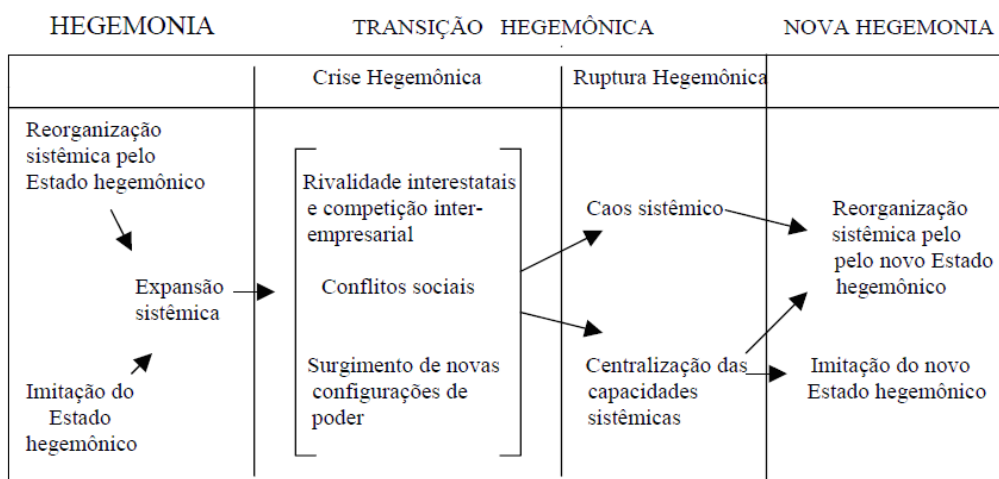 HEGEMONIA
TRANSIÇÃO HEGEMÔNICA
NOVA HEGEMONIA
Crise Hegemônica
Ruptura Hegemônica
Reorganização
sistêmica pelo
Estado hegemônico
Expansão
sistêmica
Imitação do
Estado
hegemônico
Rivalidade interestatais
e competição inter-
empresarial
Conflitos sociais
Surgimento de novas
configurações de
poder
Caos sistêmico
Centralização das
capacidades
sistêmicas
Reorganização
sistêmica pelo
pelo novo Estado
hegemônico
Imitação do novo
Estado hegemônico